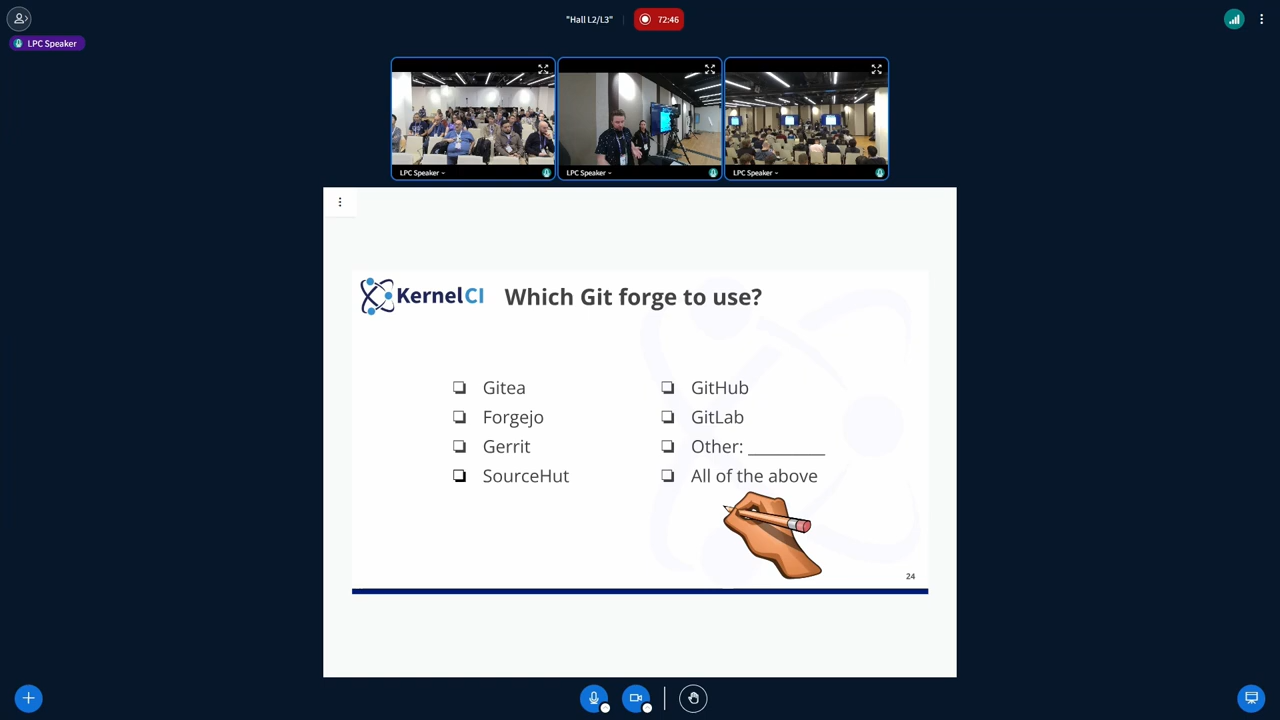 "Hall L2/L3"
72:46
LPC Speaker
LPC Speaker
LPC Speaker
LPC Speaker
KernelCI
Which Git forge to use?
Gitea
Forgejo
Gerrit
SourceHut
GitHub
GitLab
Other: _________
All of the above
24